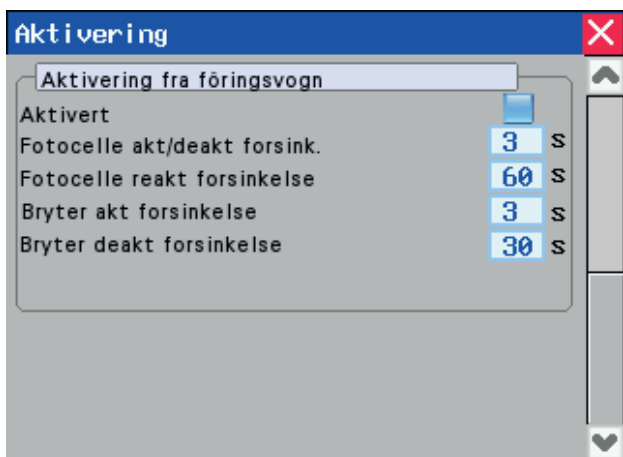 Aktivering
Aktivering fra föringsvogn
Aktivert
Fotocelle akt/deakt forsink. 3 s
Fotocelle reakt forsinkelse 60 s
Bryter akt forsinkelse 3 s
Bryter deakt forsinkelse 30 s